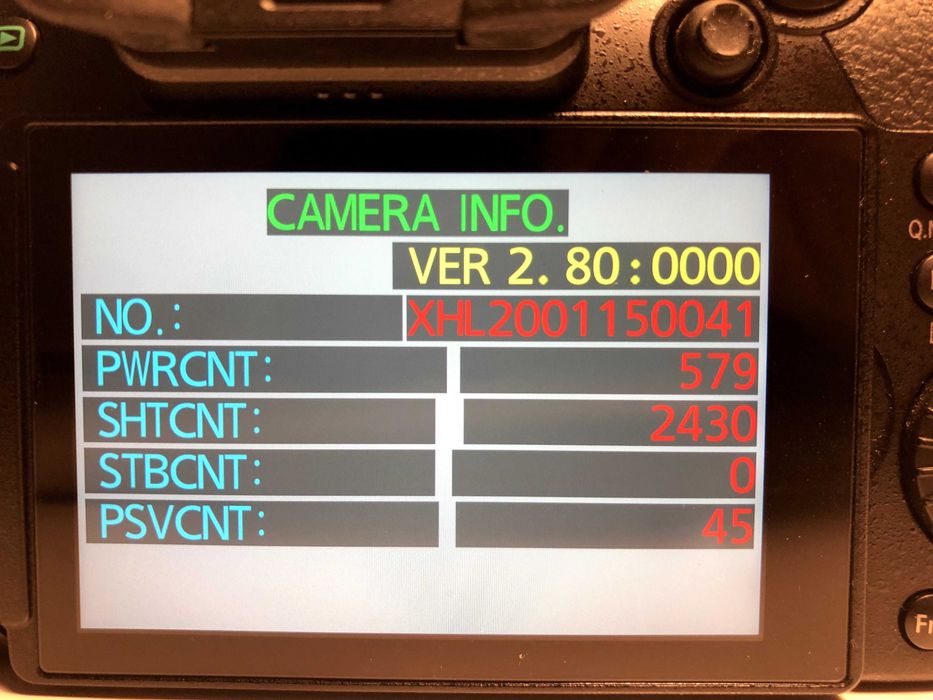 CAMERA INFO.
VER 2. 80:0000
NO.: XHL2001150041
PWRCNT: 579
SHTCNT: 2430
STBCNT: 0
PSVCNT: 45